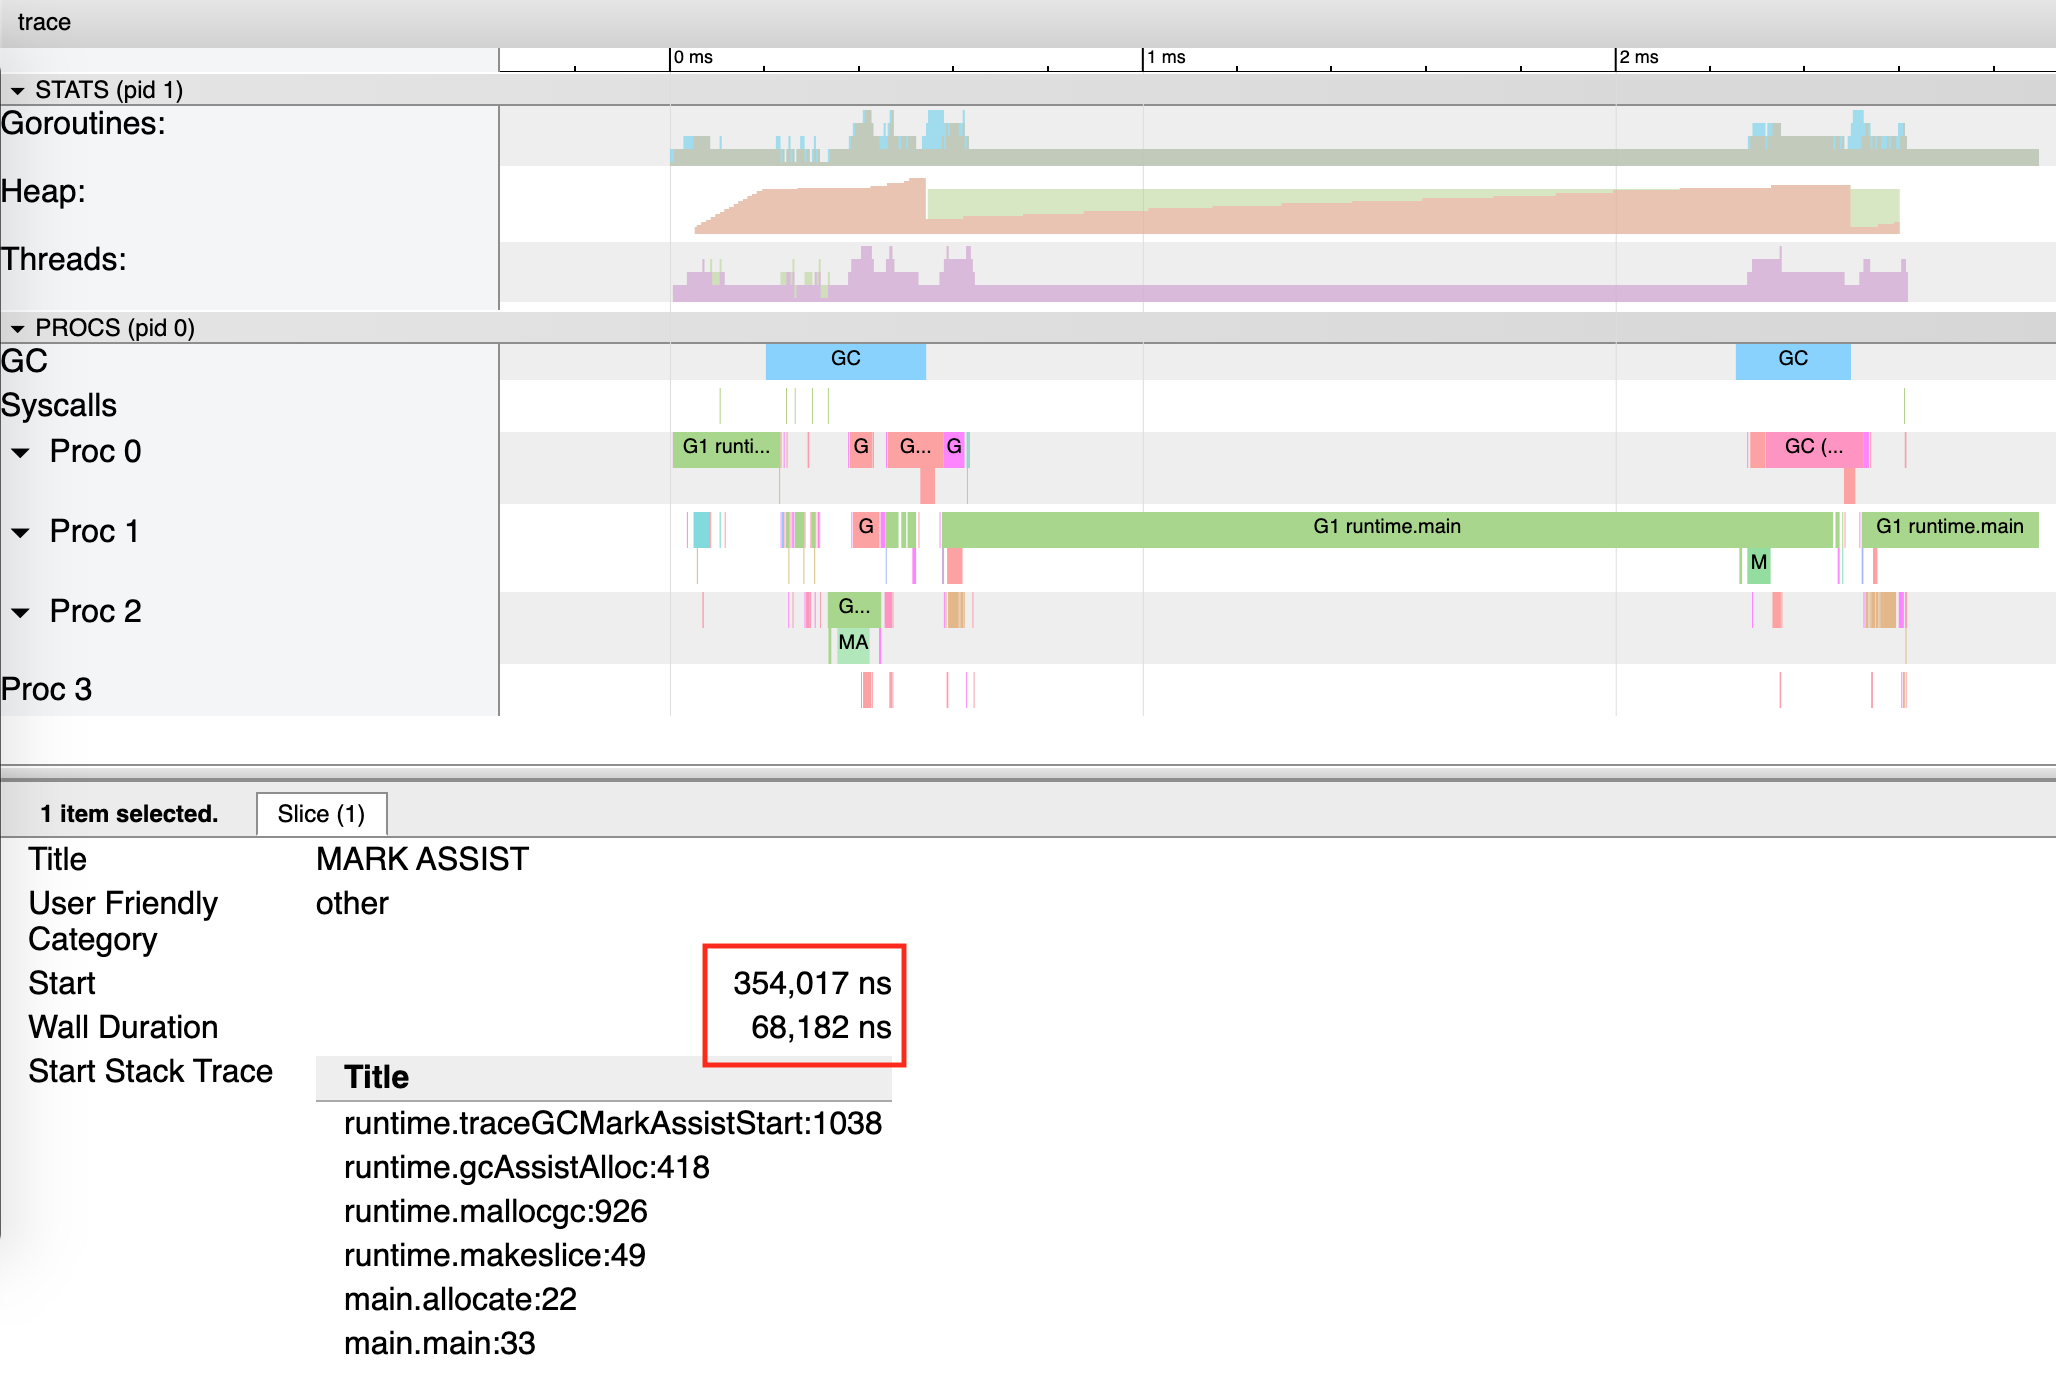 trace
0 ms 1 ms 2 ms
STATS (pid 1)
Goroutines:
Heap:
Threads:
PROCS (pid 0)
GC GC GC
Syscalls
Proc 0 G1 runti... G G... G GC (...
Proc 1 G G1 runtime.main G1 runtime.main
M
Proc 2 G...
MA
Proc 3
1 item selected. Slice (1)
Title MARK ASSIST
User Friendly other
Category
Start 354,017 ns
Wall Duration 68,182 ns
Start Stack Trace Title
runtime.traceGCMarkAssistStart:1038
runtime.gcAssistAlloc:418
runtime.mallocgc:926
runtime.makeslice:49
main.allocate:22
main.main:33